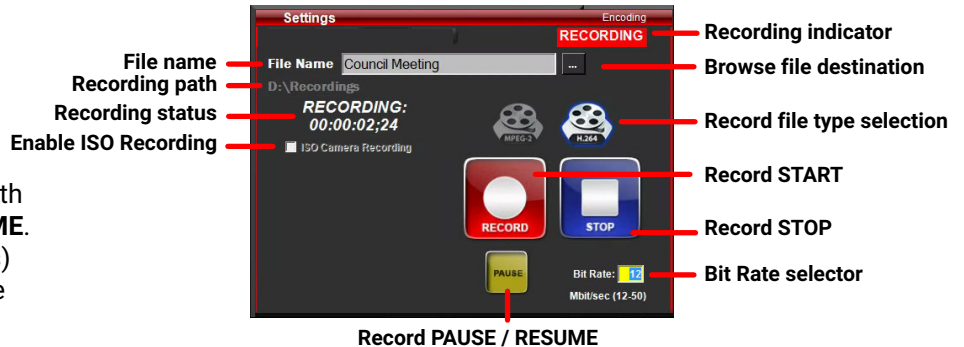 Settings
Encoding
RECORDING
Recording indicator
File name
File Name
Council Meeting
...
Browse file destination
Recording path
D:\Recordings
Recording status
RECORDING:
00:00:02;24
MPEG-2
H.264
Record file type selection
Enable ISO Recording
ISO Camera Recording
Record START
th
ME.
RECORD
STOP
Record STOP
)
e
PAUSE
Bit Rate: 12
Bit Rate selector
Mbit/sec (12-50)
Record PAUSE / RESUME